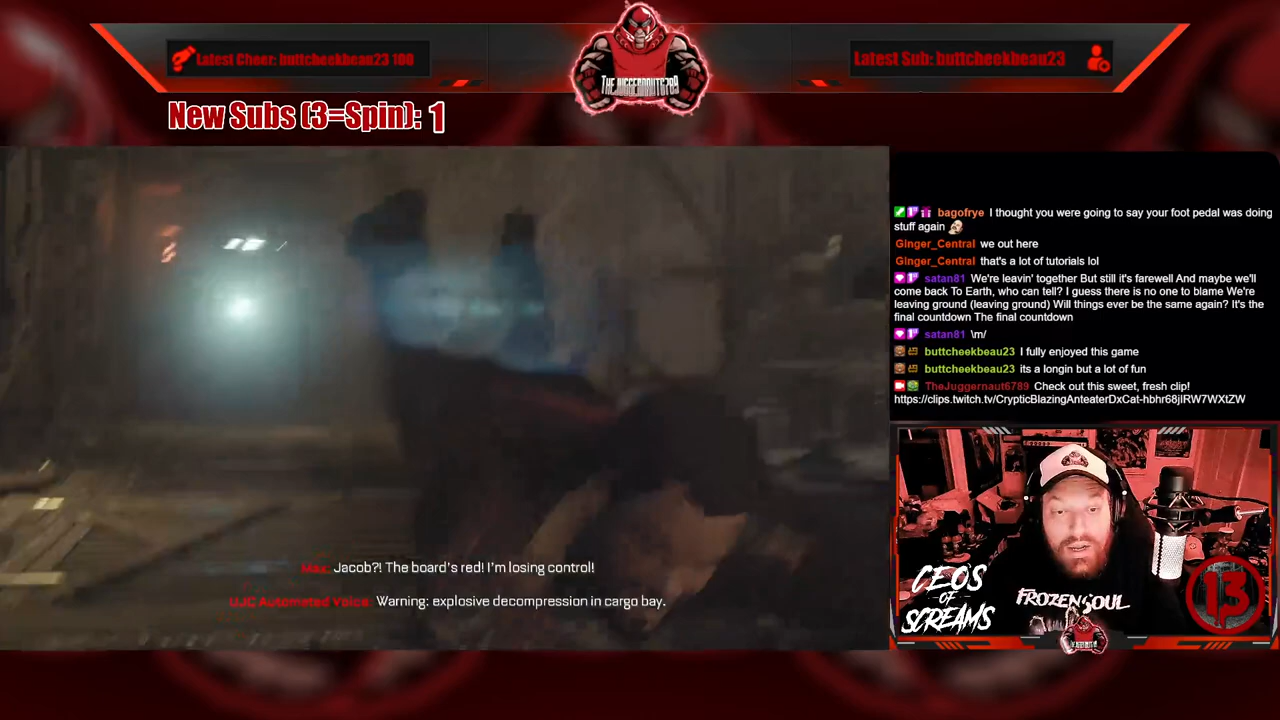 Latest Cheer: buttcheekbeau23 100
THEJUGGERNAUT6789
Latest Sub: buttcheekbeau23
New Subs (3=Spin): 1
bagofrye I thought you were going to say your foot pedal was doing
stuff again
Ginger_Central we out here
Ginger_Central that's a lot of tutorials lol
satan81 We're leavin' together But still it's farewell And maybe we'll
come back To Earth, who can tell? I guess there is no one to blame We're
leaving ground (leaving ground) Will things ever be the same again? It's the
final countdown The final countdown
satan81 \m/
buttcheekbeau23 I fully enjoyed this game
buttcheekbeau23 its a longin but a lot of fun
TheJuggernaut6789 Check out this sweet, fresh clip!
https://clips.twitch.tv/CrypticBlazingAnteaterDxCat-hbhr68jIRW7WXtZW
Max: Jacob?! The board's red! I'm losing control!
UJC Automated Voice: Warning: explosive decompression in cargo bay.
CEOS
OF
SCREAMS
FROZEN SOUL
13